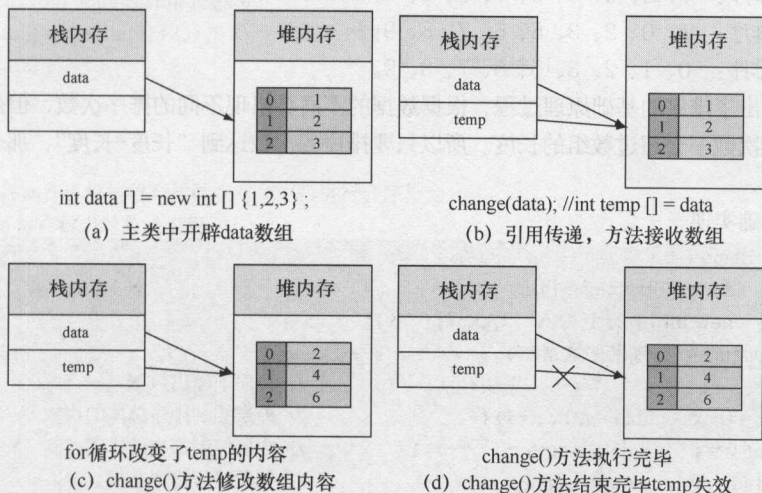 栈内存 堆内存 栈内存 堆内存
data
0 1
1 2
2 3
data
temp
0 1
1 2
2 3
int data [] = new int [] {1,2,3} ;
change(data); //int temp [] = data
(a) 主类中开辟data数组
(b) 引用传递，方法接收数组
栈内存 堆内存 栈内存 堆内存
data
temp
0 2
1 4
2 6
data
temp
0 2
1 4
2 6
for循环改变了temp的内容
change()方法执行完毕
(c) change()方法修改数组内容
(d) change()方法结束完毕temp失效